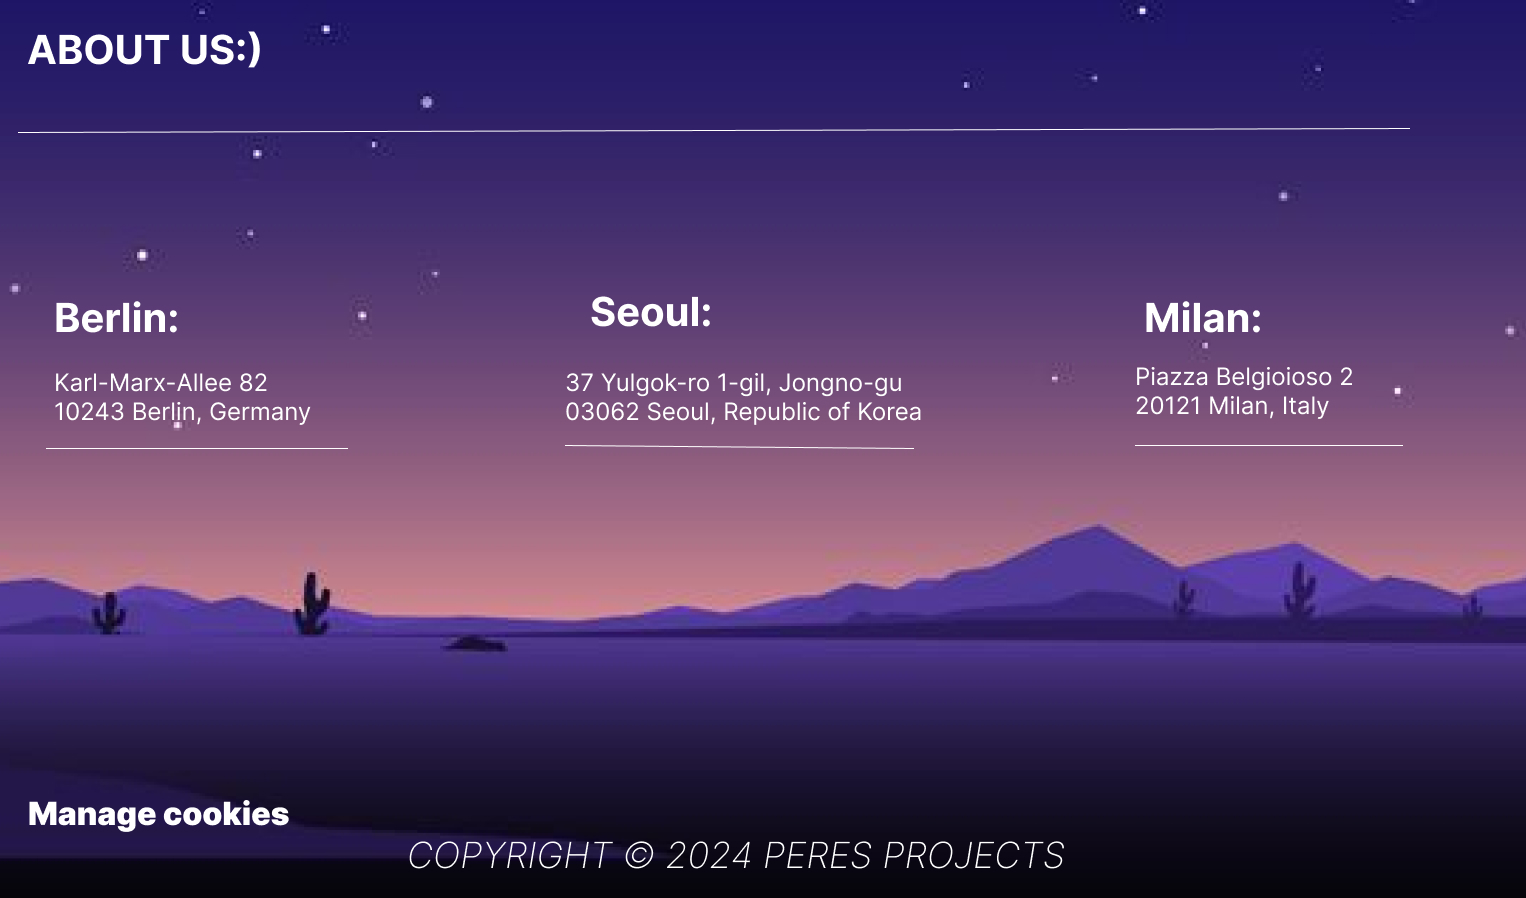 ABOUT US:)
Berlin:
Karl-Marx-Allee 82
10243 Berlin, Germany
Seoul:
37 Yulgok-ro 1-gil, Jongno-gu
03062 Seoul, Republic of Korea
Milan:
Piazza Belgioioso 2
20121 Milan, Italy
Manage cookies
COPYRIGHT © 2024 PERES PROJECTS